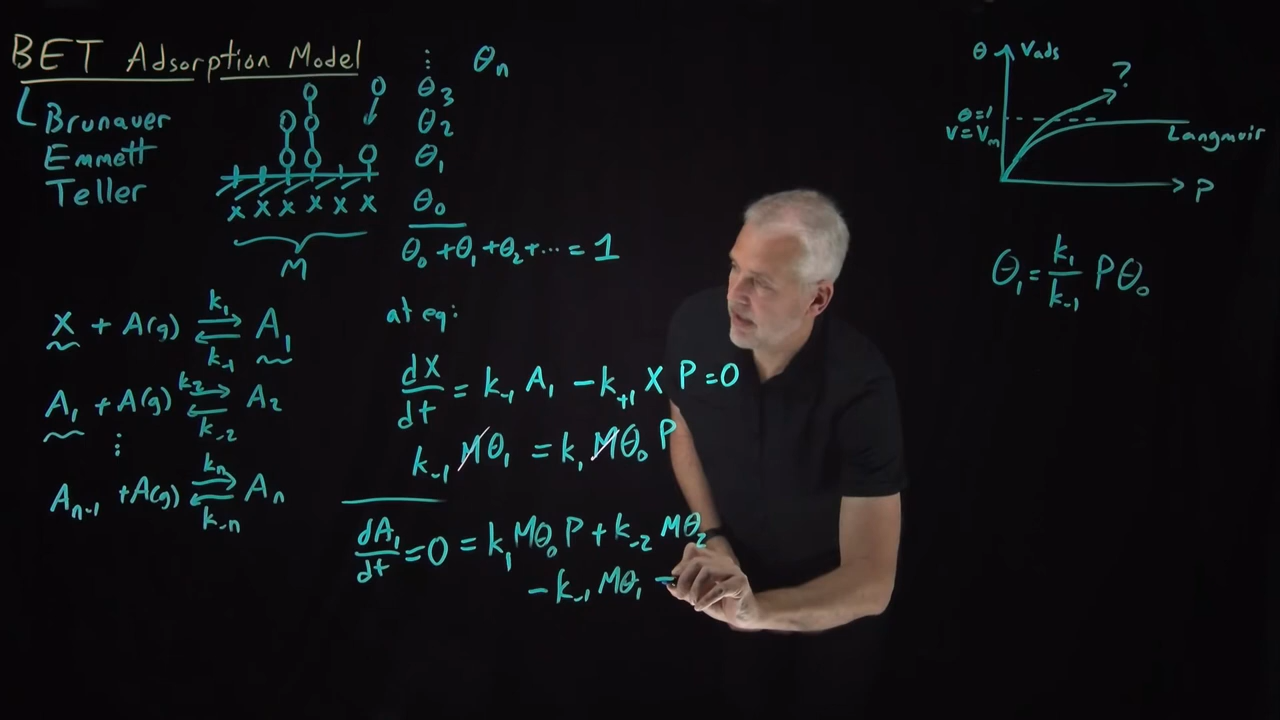 BET Adsorption Model
Brunauer
Emmett
Teller
X X X X X X
M
⋮ θₙ
θ₃
θ₂
θ₁
θ₀
θ₀ + θ₁ + θ₂ + ⋯ = 1
X + A(g) ⇌ A₁
k₁
k₋₁
A₁ + A(g) ⇌ A₂
k₂
k₋₂
⋮
Aₙ₋₁ + A(g) ⇌ Aₙ
kₙ
k₋ₙ
at eq:
dX/dt = k₋₁ A₁ − k₊₁ X P = 0
k₋₁ Mθ₁ = k₁ Mθ₀ P
dA₁/dt = 0 = k₁ Mθ₀ P + k₋₂ Mθ₂
− k₋₁ Mθ₁ −
θ Vads
?
θ=1
V=Vₘ
Langmuir
P
θ₁ = k₁/k₋₁ P θ₀